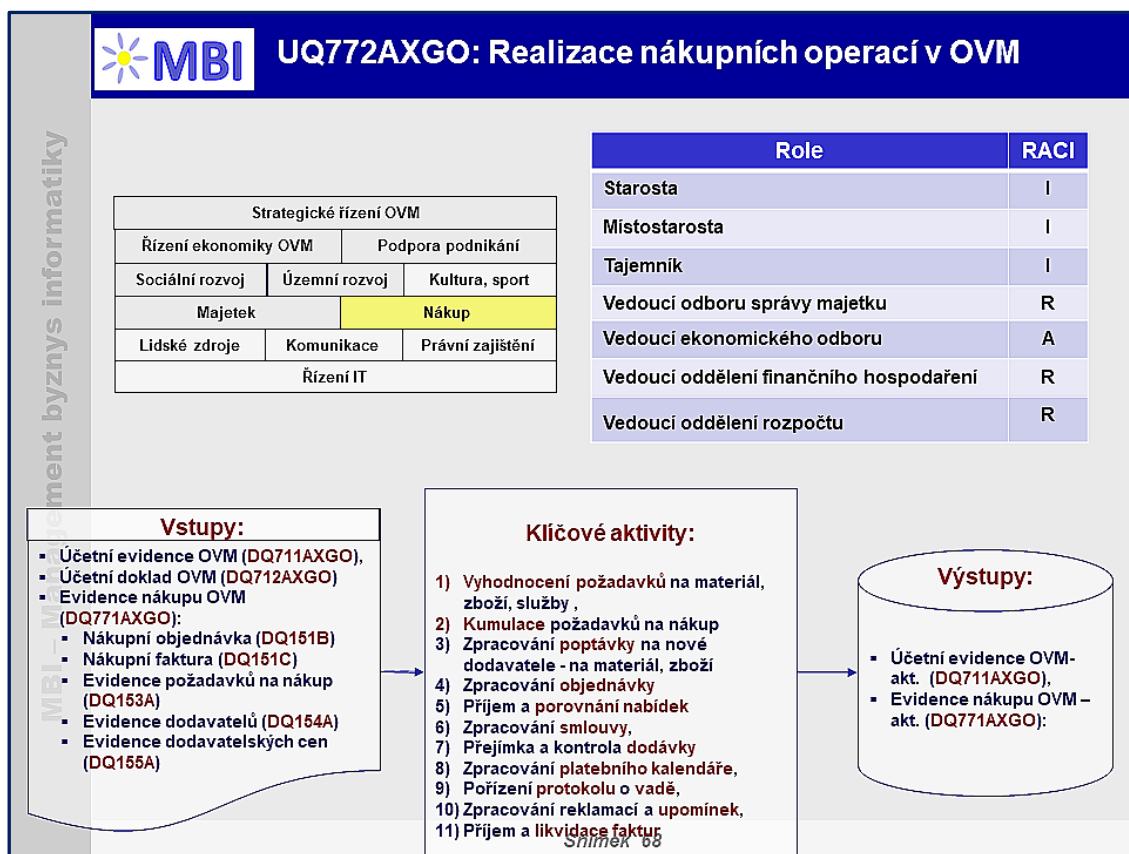 MBI
UQ772AXGO: Realizace nákupních operací v OVM
MBI – Management byznys informatiky
Strategické řízení OVM
Řízení ekonomiky OVM
Podpora podnikání
Sociální rozvoj
Územní rozvoj
Kultura, sport
Majetek
Nákup
Lidské zdroje
Komunikace
Právní zajištění
Řízení IT
Role RACI
Starosta I
Místostarosta I
Tajemník I
Vedoucí odboru správy majetku R
Vedoucí ekonomického odboru A
Vedoucí oddělení finančního hospodaření R
Vedoucí oddělení rozpočtu R
Vstupy:
▪ Účetní evidence OVM (DQ711AXGO),
▪ Účetní doklad OVM (DQ712AXGO)
▪ Evidence nákupu OVM
(DQ771AXGO):
▪ Nákupní objednávka (DQ151B)
▪ Nákupní faktura (DQ151C)
▪ Evidence požadavků na nákup
(DQ153A)
▪ Evidence dodavatelů (DQ154A)
▪ Evidence dodavatelských cen
(DQ155A)
Klíčové aktivity:
1) Vyhodnocení požadavků na materiál,
zboží, služby ,
2) Kumulace požadavků na nákup
3) Zpracování poptávky na nové
dodavatele - na materiál, zboží
4) Zpracování objednávky
5) Příjem a porovnání nabídek
6) Zpracování smlouvy,
7) Přejímka a kontrola dodávky
8) Zpracování platebního kalendáře,
9) Pořízení protokolu o vadě,
10) Zpracování reklamací a upomínek,
11) Příjem a likvidace faktur
Výstupy:
▪ Účetní evidence OVM-
akt. (DQ711AXGO),
▪ Evidence nákupu OVM –
akt. (DQ771AXGO):
Snímek 68